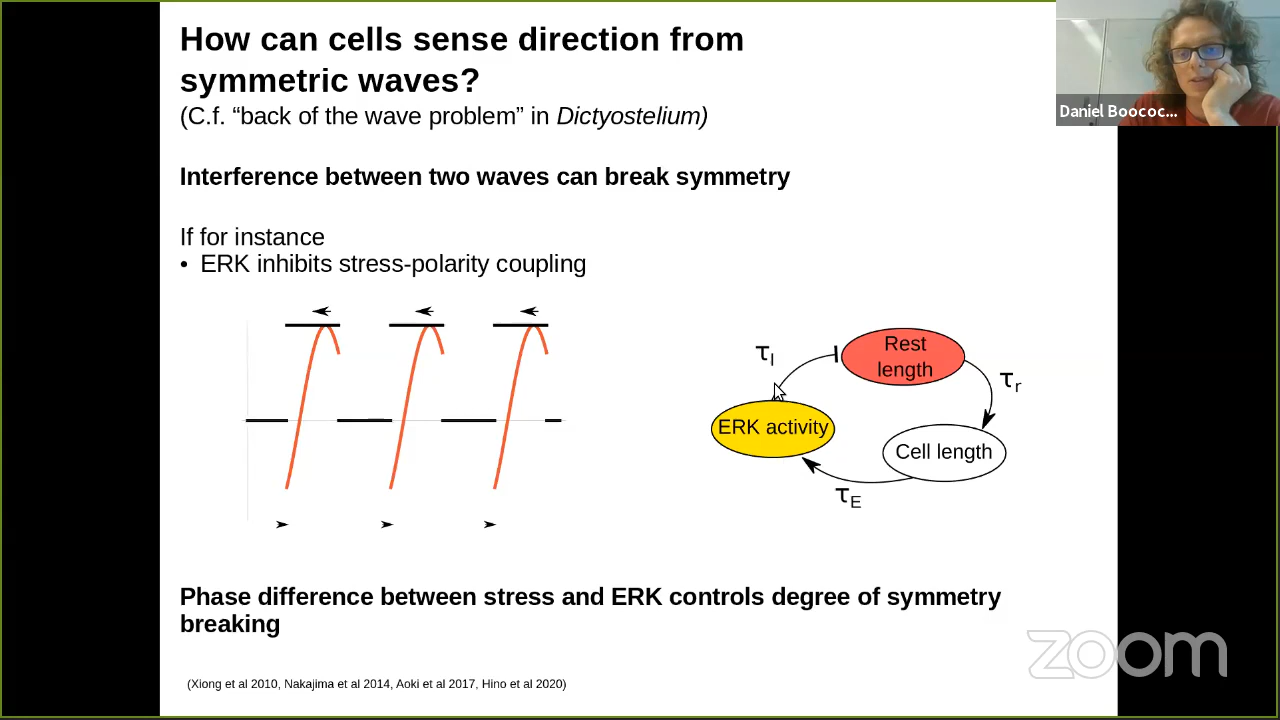 How can cells sense direction from
symmetric waves?
(C.f. “back of the wave problem” in Dictyostelium)
Daniel Boococ...
Interference between two waves can break symmetry
If for instance
• ERK inhibits stress-polarity coupling
τI
Rest
length
τr
ERK activity
Cell length
τE
Phase difference between stress and ERK controls degree of symmetry
breaking
zoom
(Xiong et al 2010, Nakajima et al 2014, Aoki et al 2017, Hino et al 2020)